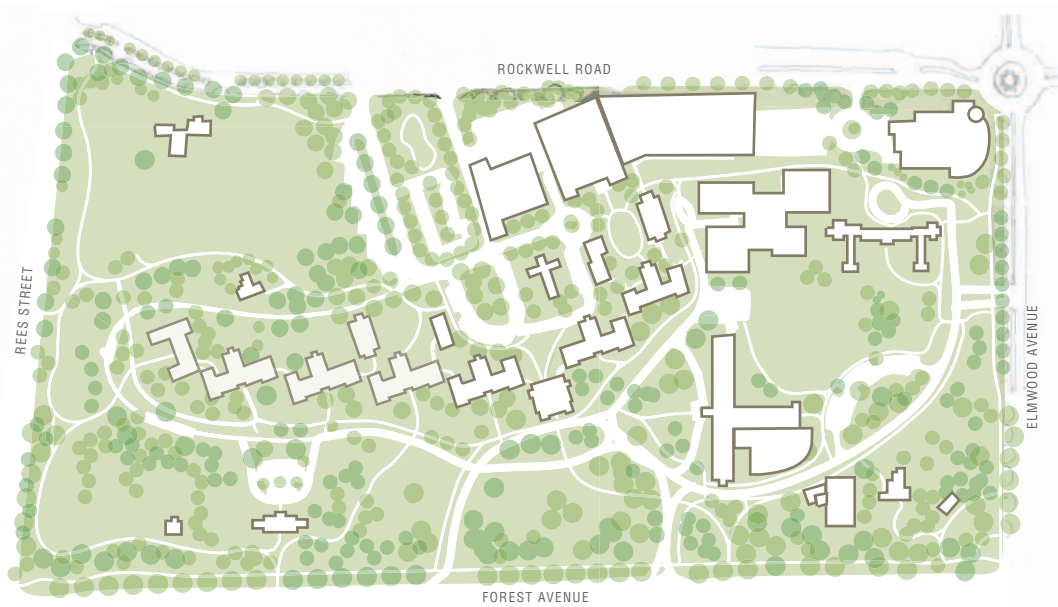 ROCKWELL ROAD
REES STREET
ELMWOOD AVENUE
FOREST AVENUE